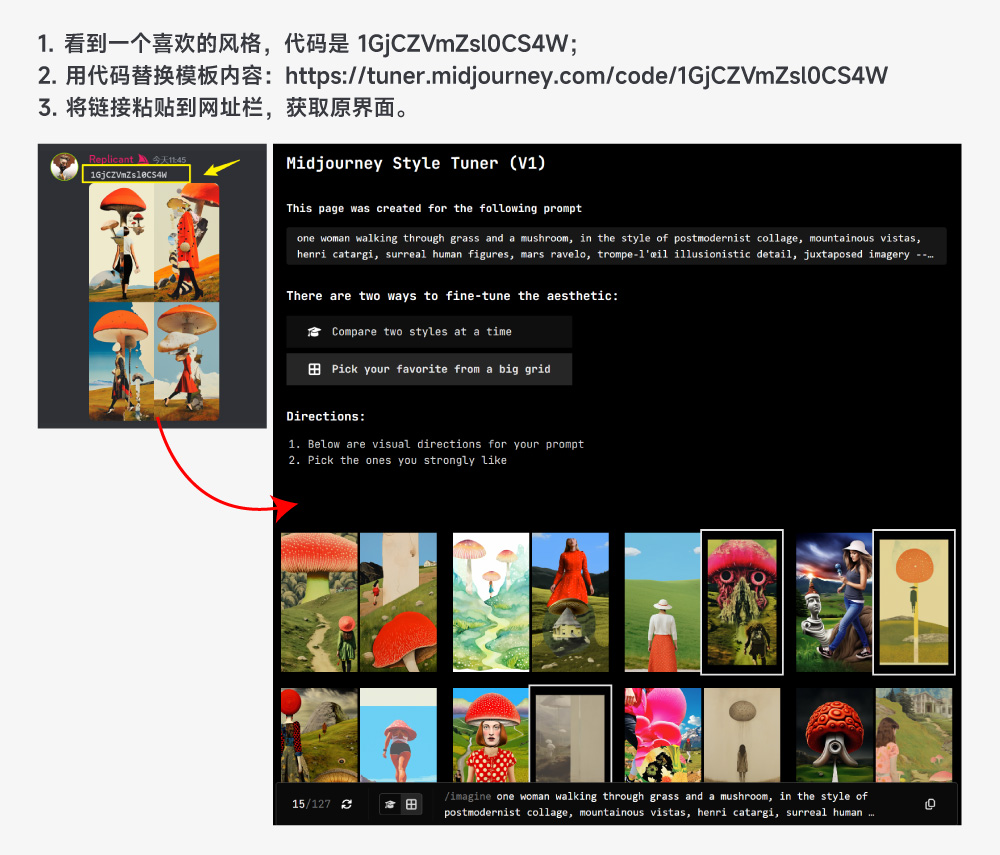 1. 看到一个喜欢的风格，代码是 1GjCZVmZsl0CS4W；
2. 用代码替换模板内容：https://tuner.midjourney.com/code/1GjCZVmZsl0CS4W
3. 将链接粘贴到网址栏，获取原界面。
Replicant 今天11:45
1GjCZVmZsl0CS4W
Midjourney Style Tuner (V1)
This page was created for the following prompt
one woman walking through grass and a mushroom, in the style of postmodernist collage, mountainous vistas,
henri catargi, surreal human figures, mars ravelo, trompe-l'œil illusionistic detail, juxtaposed imagery --…
There are two ways to fine-tune the aesthetic:
Compare two styles at a time
Pick your favorite from a big grid
Directions:
1. Below are visual directions for your prompt
2. Pick the ones you strongly like
15/127
/imagine one woman walking through grass and a mushroom, in the style of
postmodernist collage, mountainous vistas, henri catargi, surreal human …